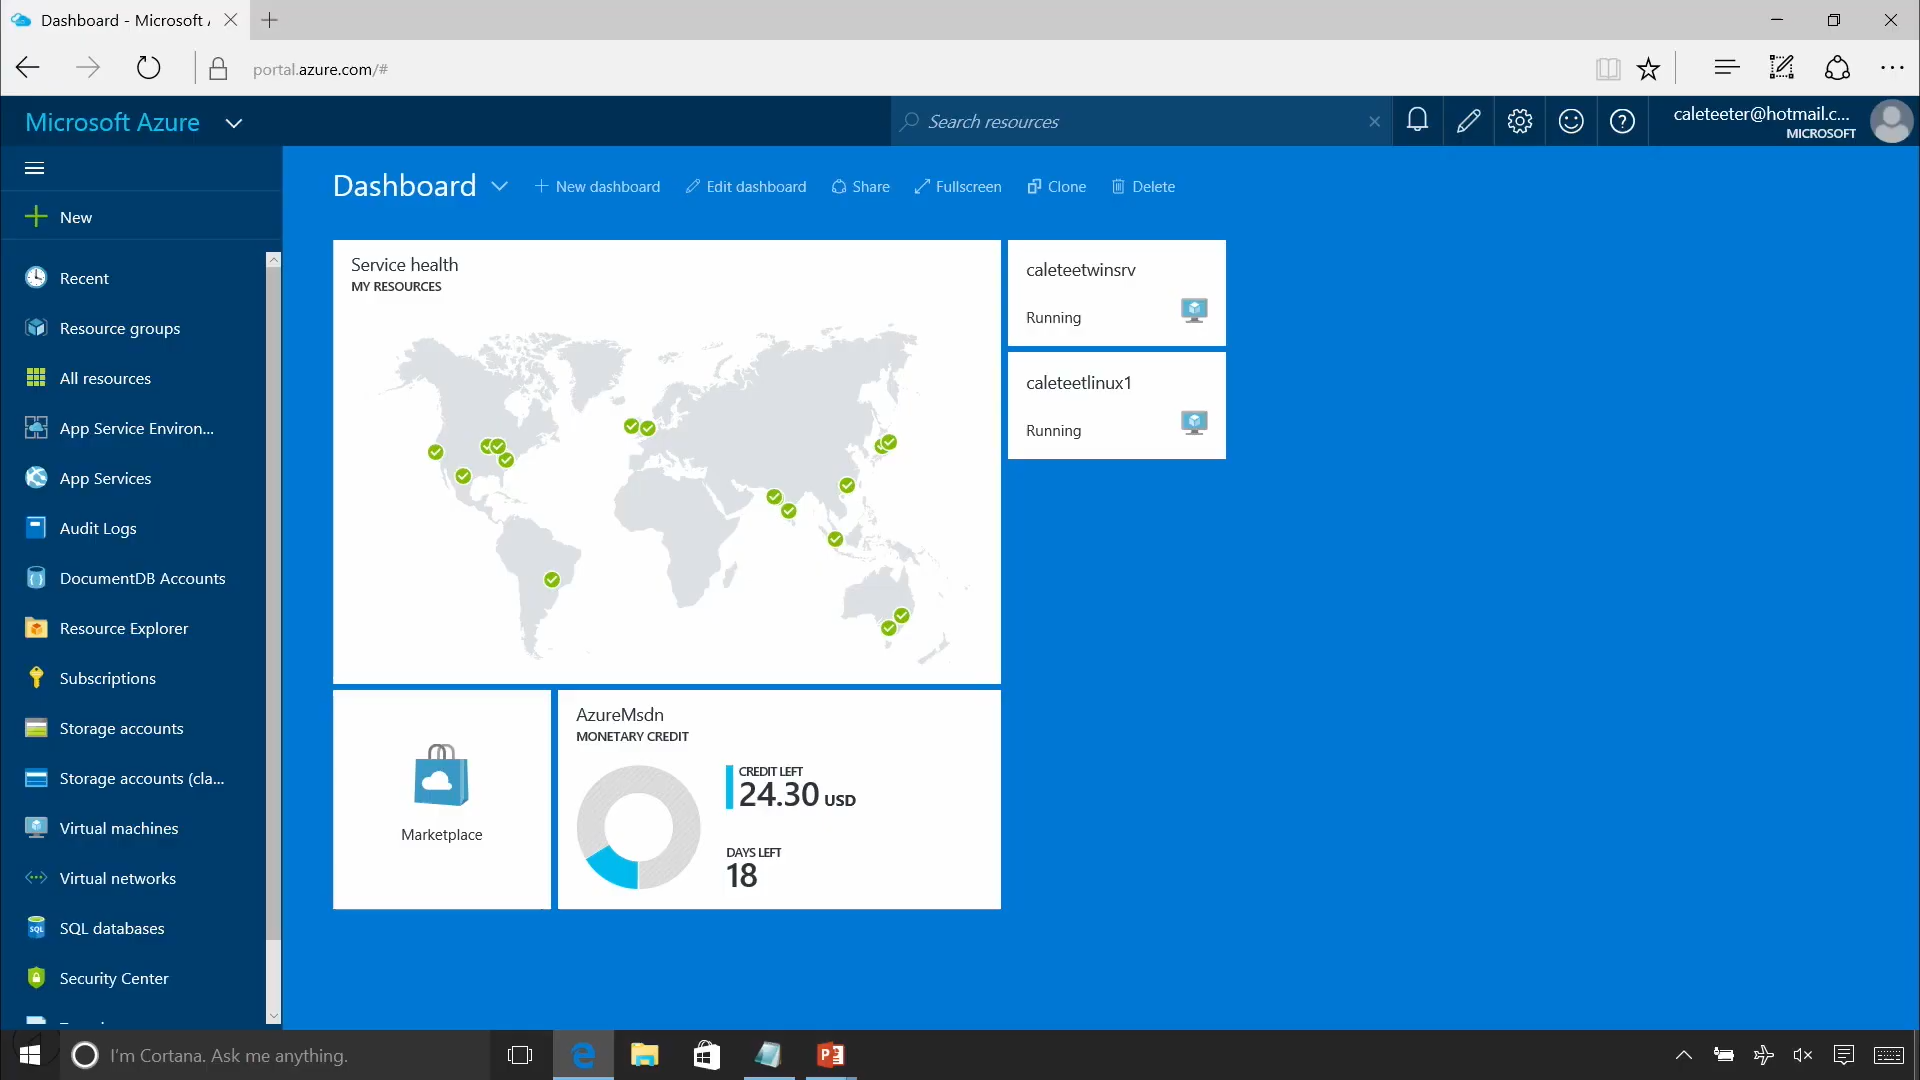 Dashboard - Microsoft
portal.azure.com/#
Microsoft Azure
Search resources
caleteeter@hotmail.c...
MICROSOFT
Dashboard
New dashboard
Edit dashboard
Share
Fullscreen
Clone
Delete
New
Recent
Resource groups
All resources
App Service Environ...
App Services
Audit Logs
DocumentDB Accounts
Resource Explorer
Subscriptions
Storage accounts
Storage accounts (cla...
Virtual machines
Virtual networks
SQL databases
Security Center
Service health
MY RESOURCES
caleteetwinsrv
Running
caleteetlinux1
Running
Marketplace
AzureMsdn
MONETARY CREDIT
CREDIT LEFT
24.30 USD
DAYS LEFT
18
I'm Cortana. Ask me anything.